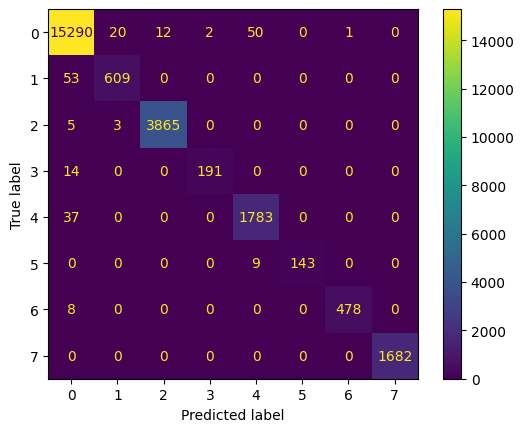 0 15290 20 12 2 50 0 1 0
1 53 609 0 0 0 0 0 0
2 5 3 3865 0 0 0 0 0
3 14 0 0 191 0 0 0 0
4 37 0 0 0 1783 0 0 0
5 0 0 0 0 9 143 0 0
6 8 0 0 0 0 0 478 0
7 0 0 0 0 0 0 0 1682
0 1 2 3 4 5 6 7
Predicted label
True label
14000
12000
10000
8000
6000
4000
2000
0